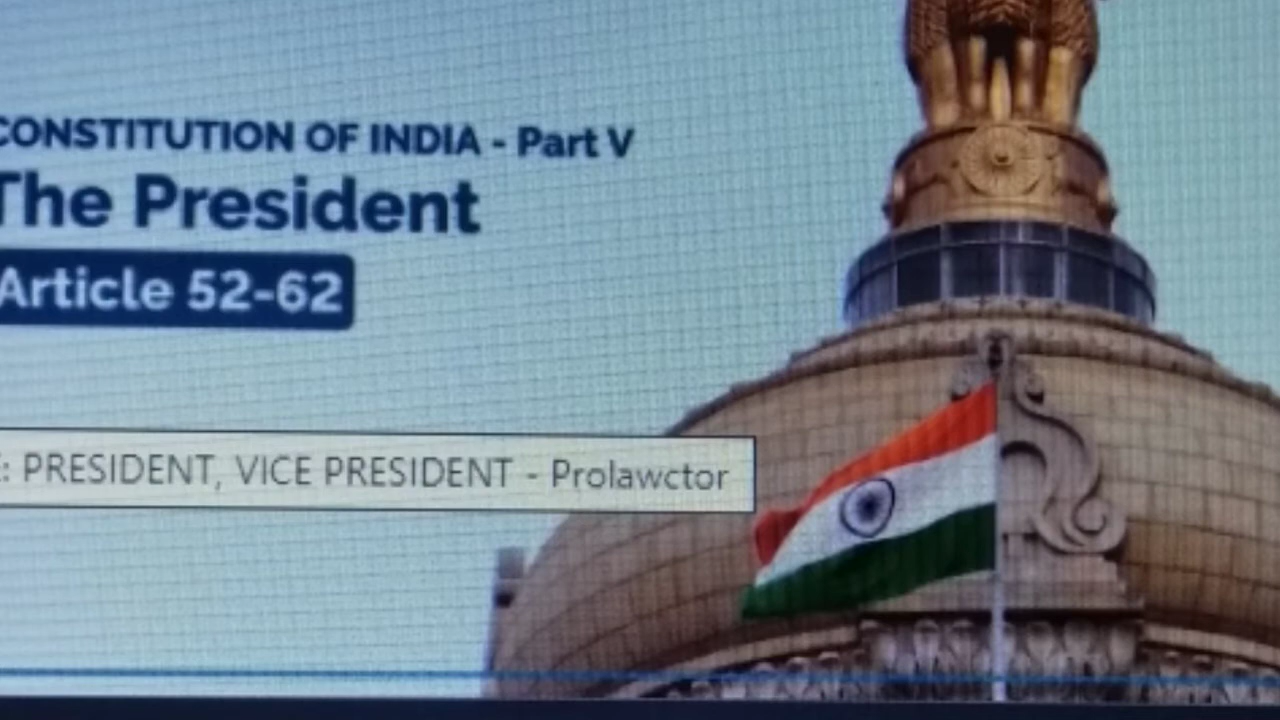 CONSTITUTION OF INDIA - Part V
The President
Article 52-62
: PRESIDENT, VICE PRESIDENT - Prolawctor